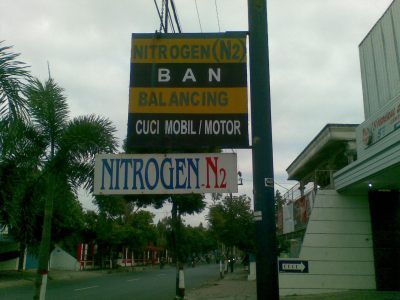 NITROGEN (N2)
BAN
BALANCING
CUCI MOBIL / MOTOR
NITROGEN-N2